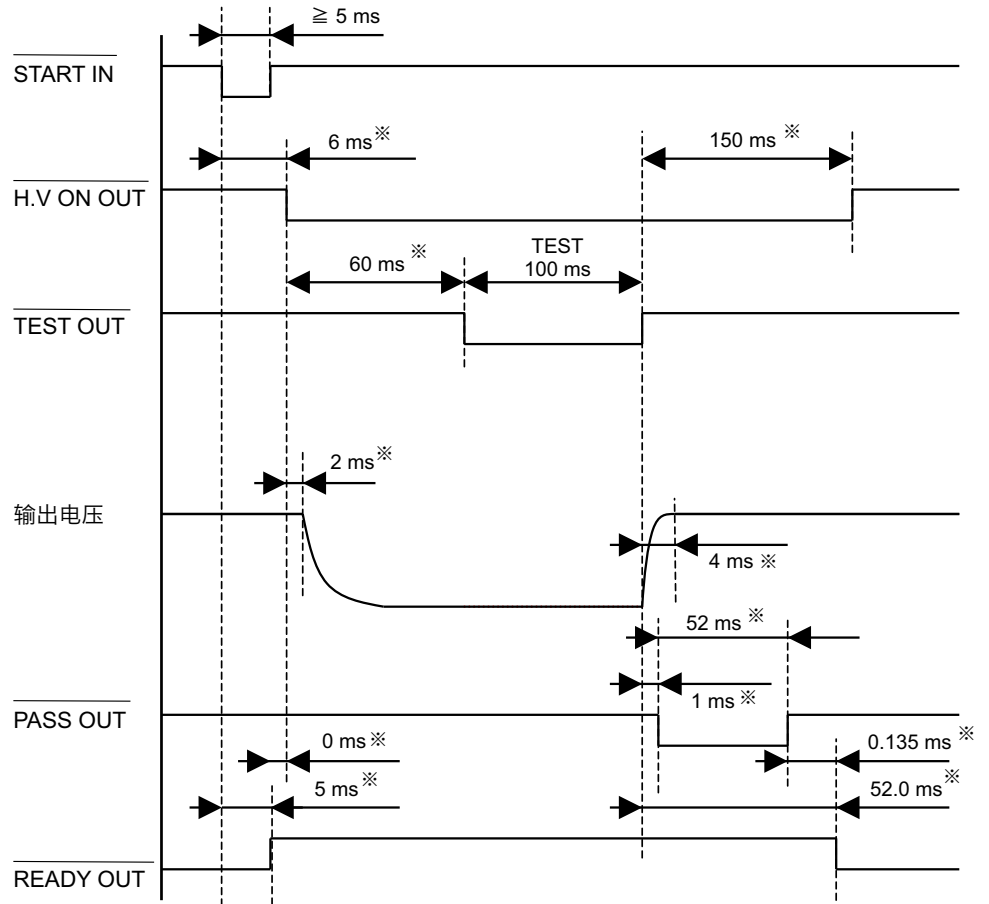 ≧ 5 ms
START IN
6 ms※
150 ms ※
H.V ON OUT
60 ms ※
TEST
100 ms
TEST OUT
2 ms※
输出电压
4 ms ※
52 ms ※
1 ms※
PASS OUT
0 ms※
0.135 ms ※
5 ms※
52.0 ms※
READY OUT